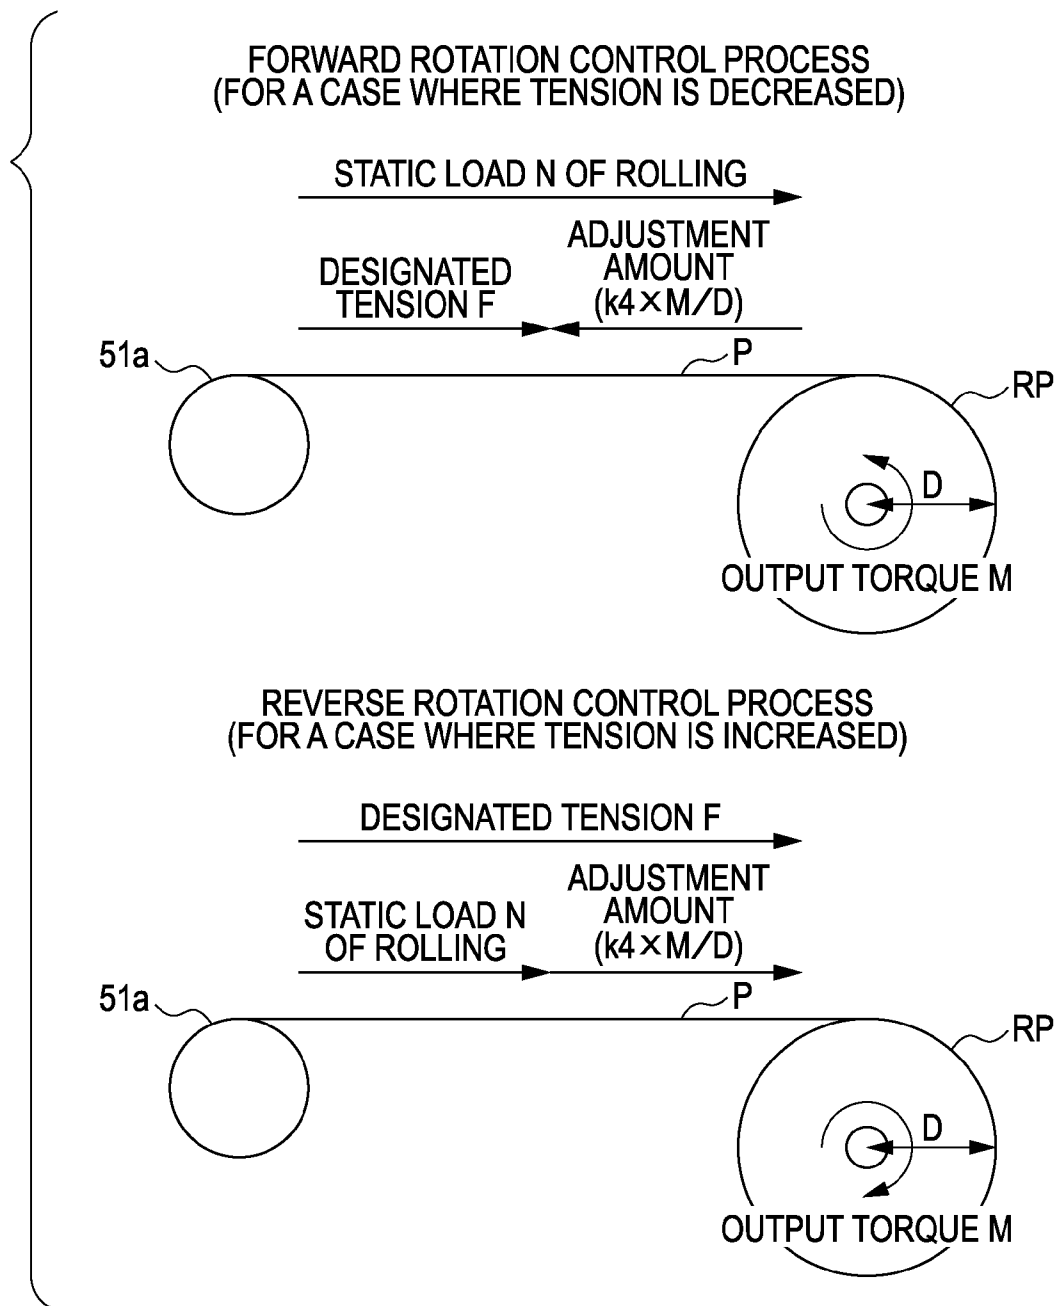 FORWARD ROTATION CONTROL PROCESS
(FOR A CASE WHERE TENSION IS DECREASED)
STATIC LOAD N OF ROLLING
DESIGNATED
TENSION F
ADJUSTMENT
AMOUNT
(k4×M/D)
51a
P
RP
D
OUTPUT TORQUE M
REVERSE ROTATION CONTROL PROCESS
(FOR A CASE WHERE TENSION IS INCREASED)
DESIGNATED TENSION F
STATIC LOAD N
OF ROLLING
ADJUSTMENT
AMOUNT
(k4×M/D)
51a
P
RP
D
OUTPUT TORQUE M